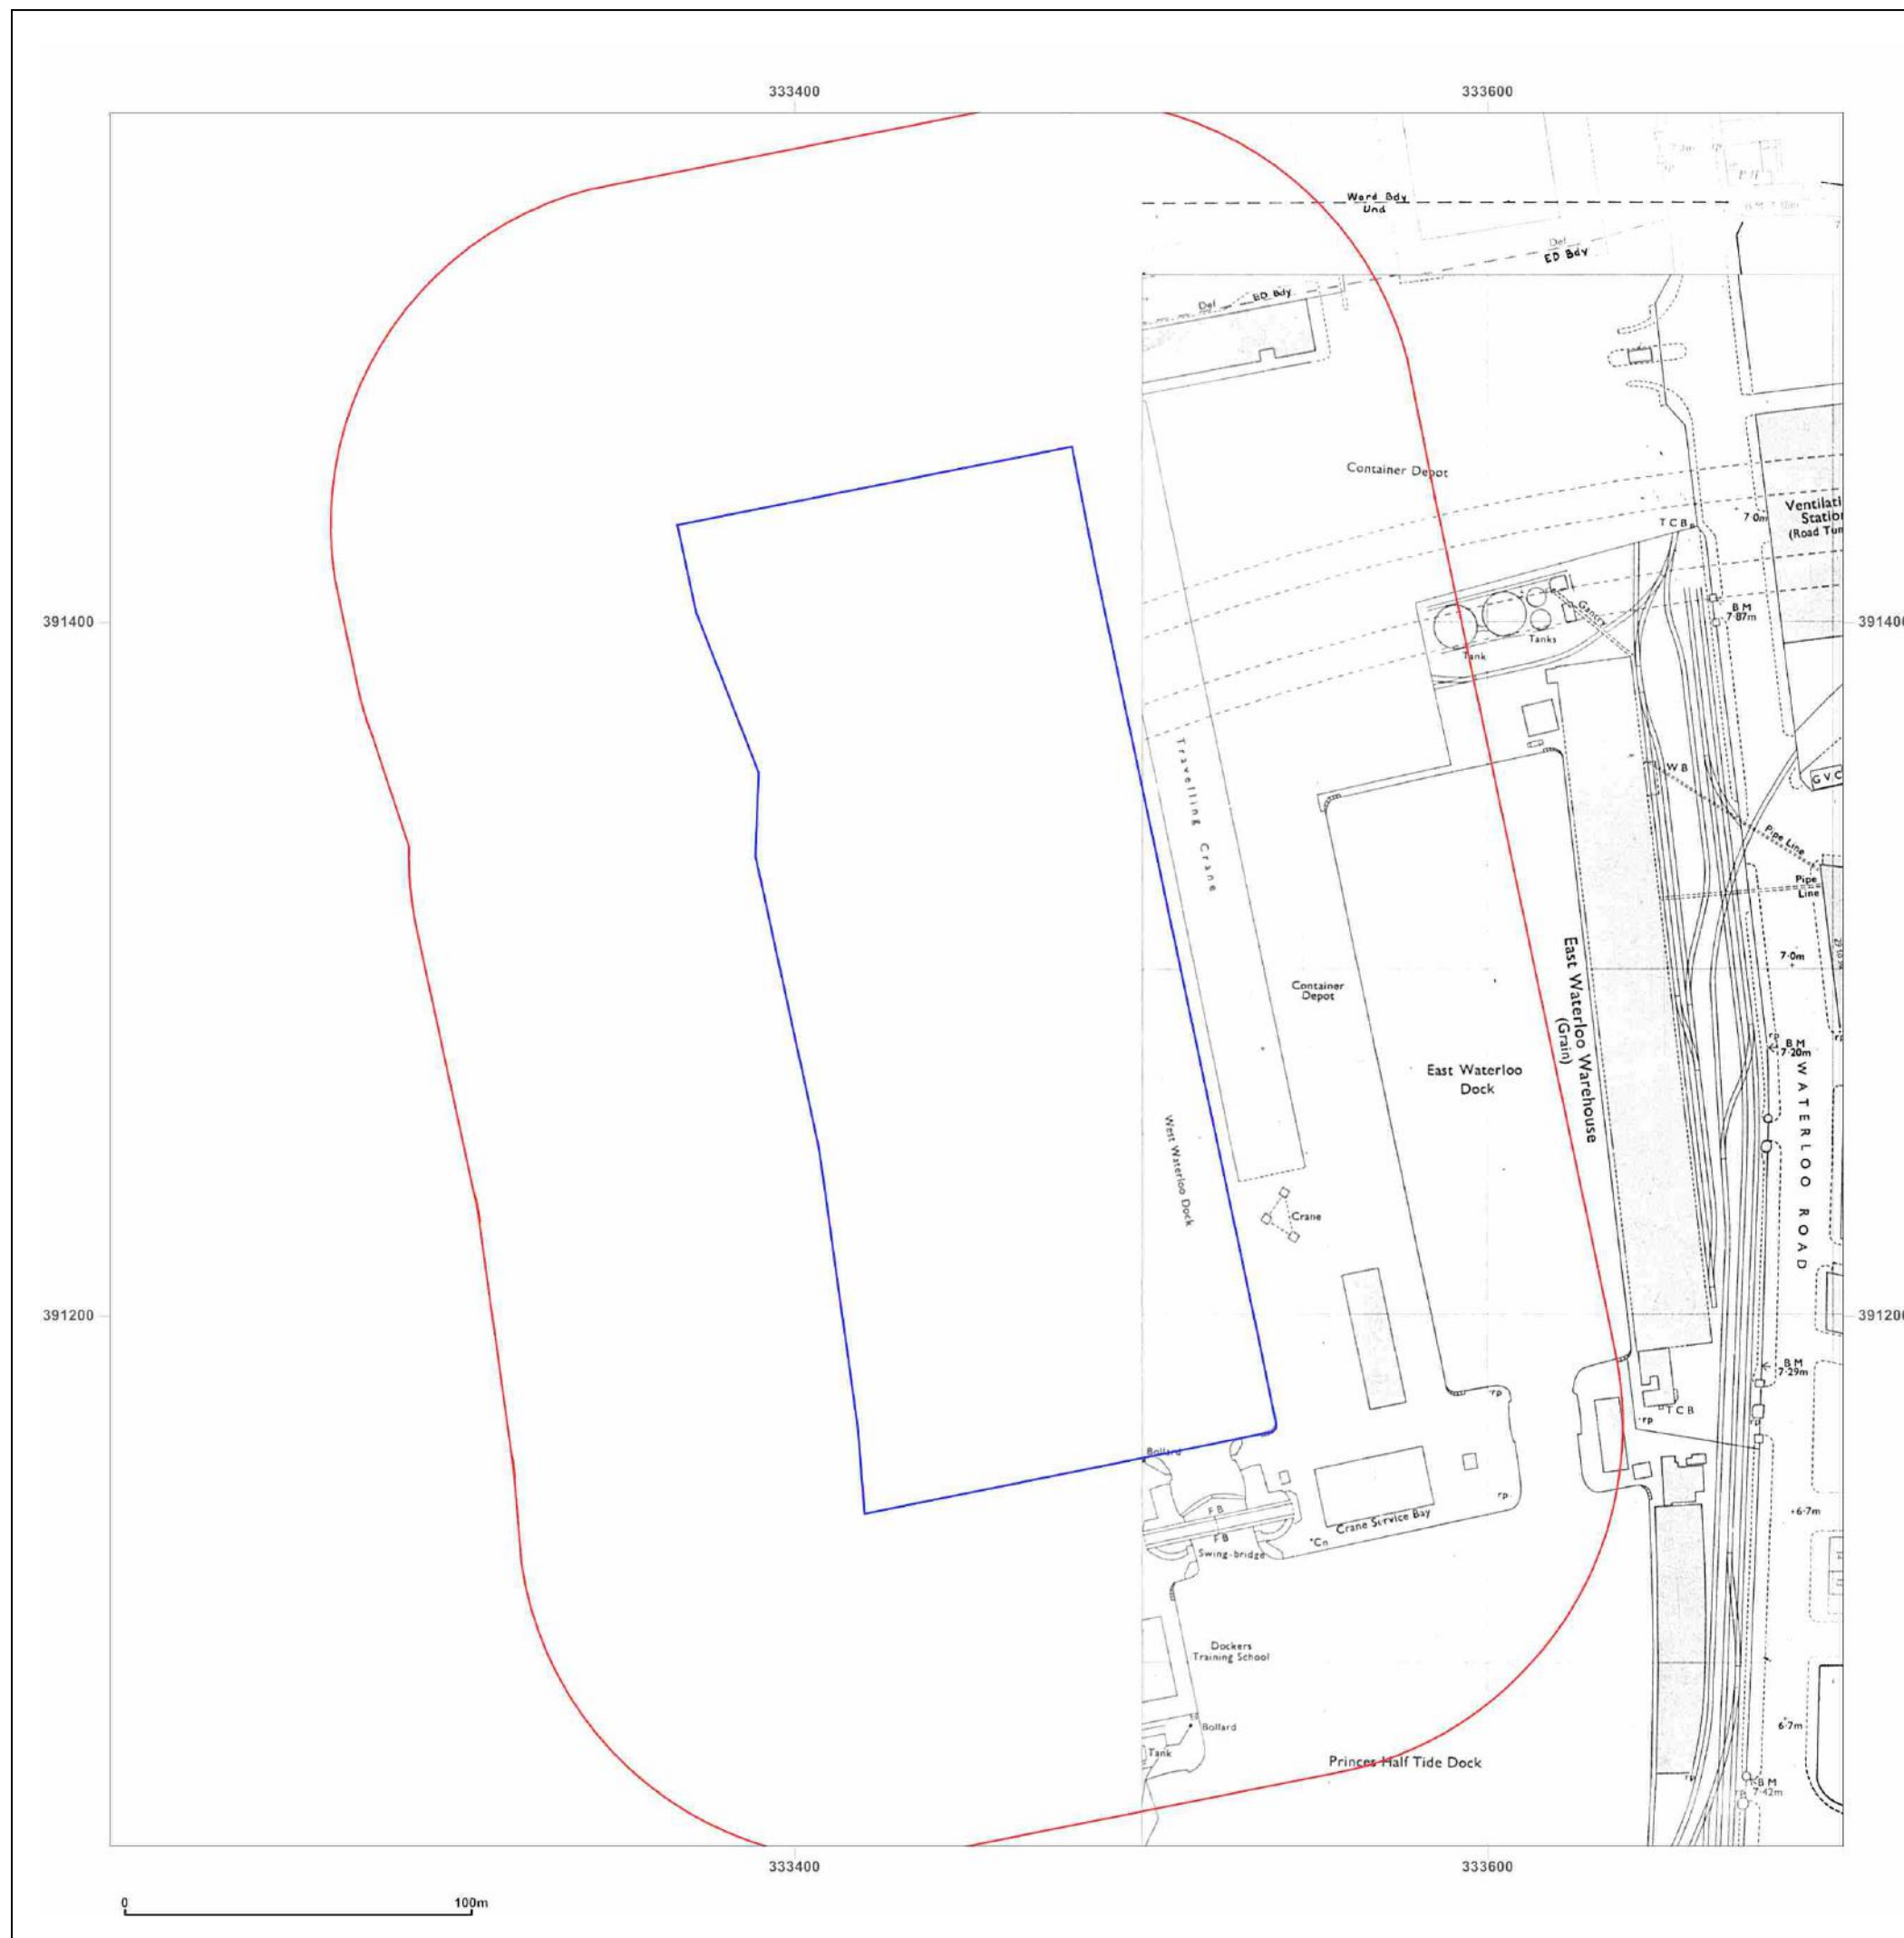 333400
333600
Ward Bdy
Und
Def
ED Bdy
Def
ED Bdy
Container Depot
Ventilati
Statio
(Road Tun
7·0m
T C B
Gantry
Tanks
Tank
391400
391400
B M
7·87m
Travelling Crane
W B
G V C
Pipe Line
Pipe
Line
7·0m
East Waterloo Warehouse
(Grain)
Container
Depot
East Waterloo
Dock
B M
7·20m
WATERLOO ROAD
West Waterloo Dock
Crane
391200
391200
B M
7·29m
rp
T C B
rp
rp
Bollard
rp
F B
F B
Crane Service Bay
Cn
Swing-bridge
+6·7m
Dockers
Training School
Bollard
6·7m
Tank
Princes Half Tide Dock
rp
B M
7·42m
333400
333600
0
100m